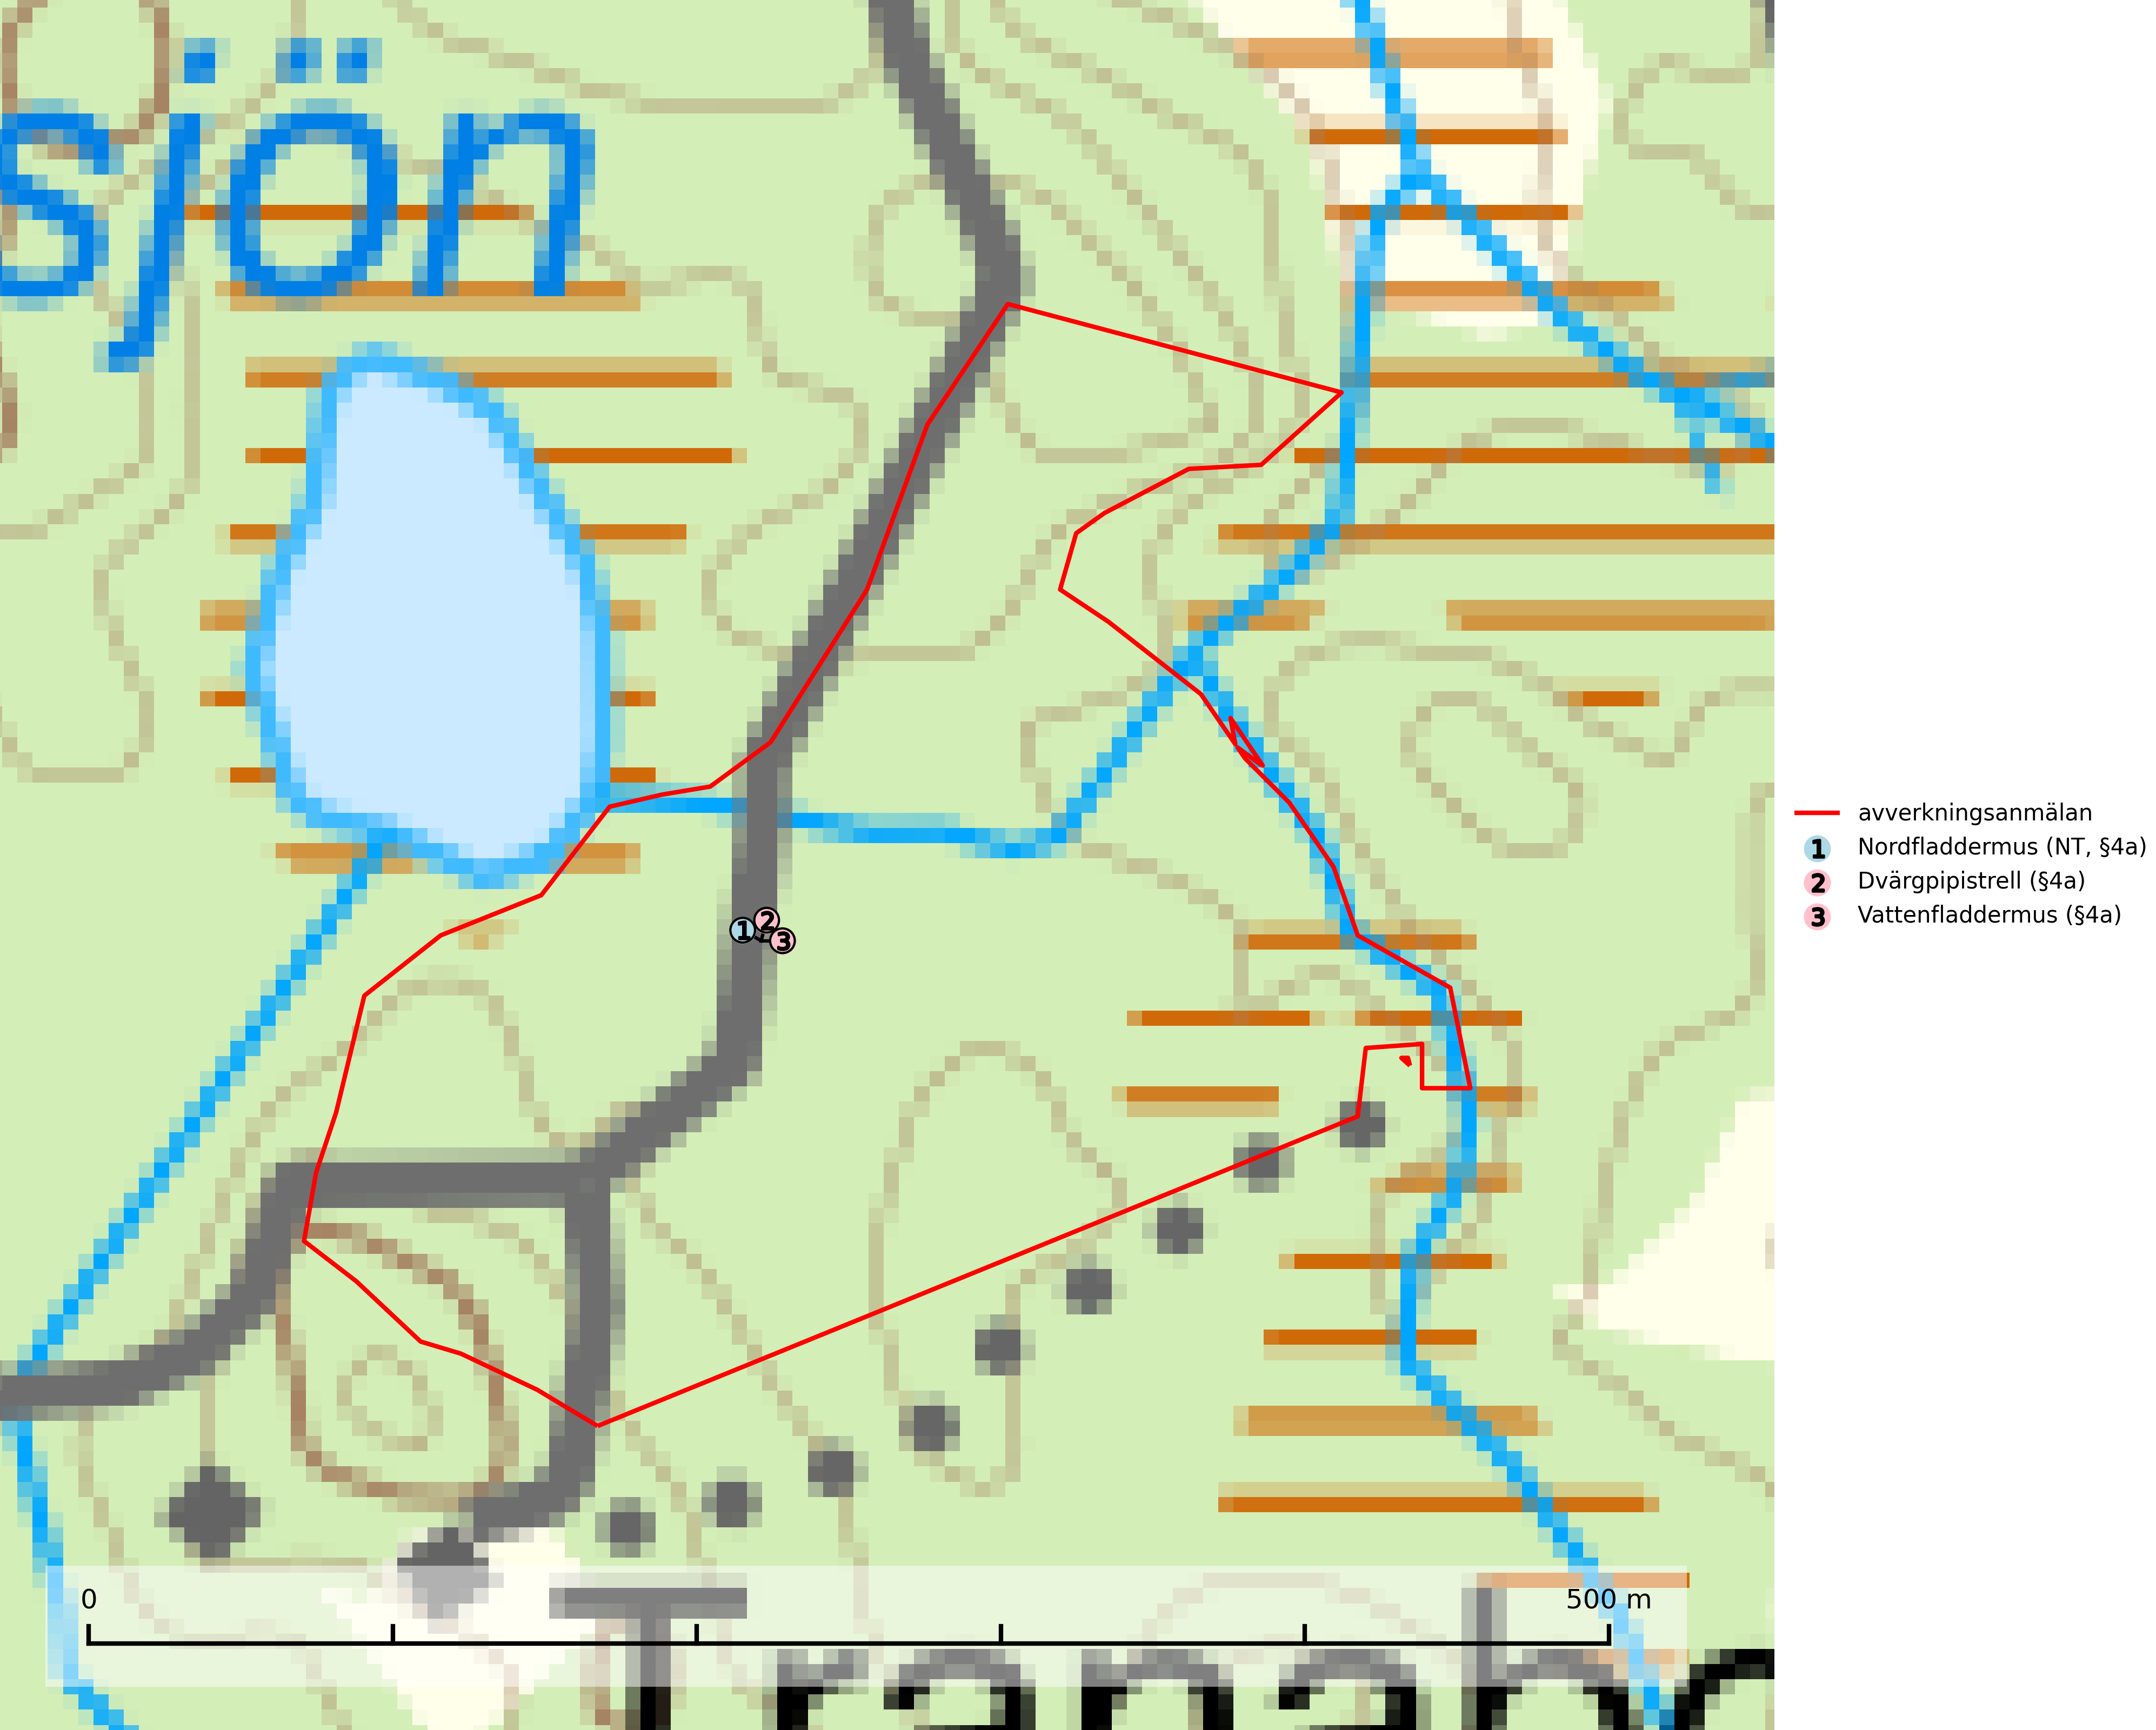 sjön
avverkningsanmälan
1 Nordfladdermus (NT, §4a)
2 Dvärgpipistrell (§4a)
3 Vattenfladdermus (§4a)
1 2 3
0 500 m